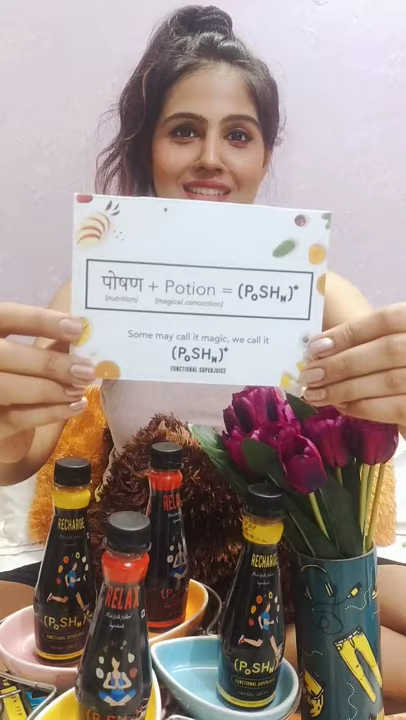 पोषण + Potion = (PoSHN)⁺
(nutrition) (magical concoction)
Some may call it magic, we call it
(PoSHN)⁺
FUNCTIONAL SUPERJUICE
RECHARGE
(PoSHN)⁺
RELAX
RELAX
(PoSHN)⁺
RECHARGE
(PoSHN)⁺
FUNCTIONAL SUPERJUICE